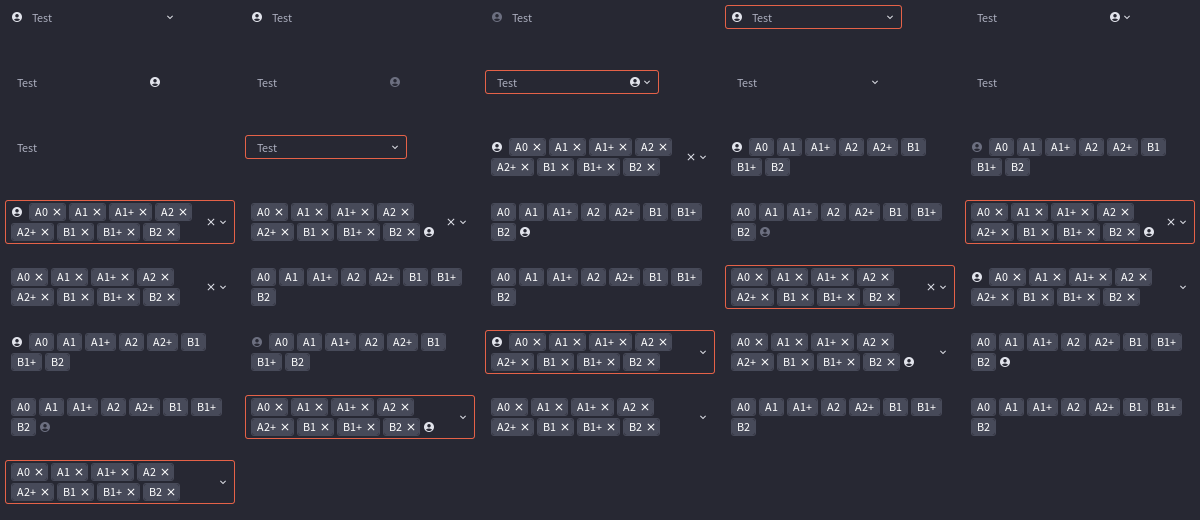 Test
Test
Test
Test
Test
Test
Test
Test
Test
Test
Test
Test
A0 A1 A1+ A2
A2+ B1 B1+ B2
A0 A1 A1+ A2 A2+ B1
B1+ B2
A0 A1 A1+ A2 A2+ B1
B1+ B2
A0 A1 A1+ A2
A2+ B1 B1+ B2
A0 A1 A1+ A2
A2+ B1 B1+ B2
A0 A1 A1+ A2 A2+ B1 B1+
B2
A0 A1 A1+ A2 A2+ B1 B1+
B2
A0 A1 A1+ A2
A2+ B1 B1+ B2
A0 A1 A1+ A2
A2+ B1 B1+ B2
A0 A1 A1+ A2 A2+ B1 B1+
B2
A0 A1 A1+ A2 A2+ B1 B1+
B2
A0 A1 A1+ A2
A2+ B1 B1+ B2
A0 A1 A1+ A2
A2+ B1 B1+ B2
A0 A1 A1+ A2 A2+ B1
B1+ B2
A0 A1 A1+ A2 A2+ B1
B1+ B2
A0 A1 A1+ A2
A2+ B1 B1+ B2
A0 A1 A1+ A2
A2+ B1 B1+ B2
A0 A1 A1+ A2 A2+ B1 B1+
B2
A0 A1 A1+ A2 A2+ B1 B1+
B2
A0 A1 A1+ A2
A2+ B1 B1+ B2
A0 A1 A1+ A2
A2+ B1 B1+ B2
A0 A1 A1+ A2 A2+ B1 B1+
B2
A0 A1 A1+ A2 A2+ B1 B1+
B2
A0 A1 A1+ A2
A2+ B1 B1+ B2